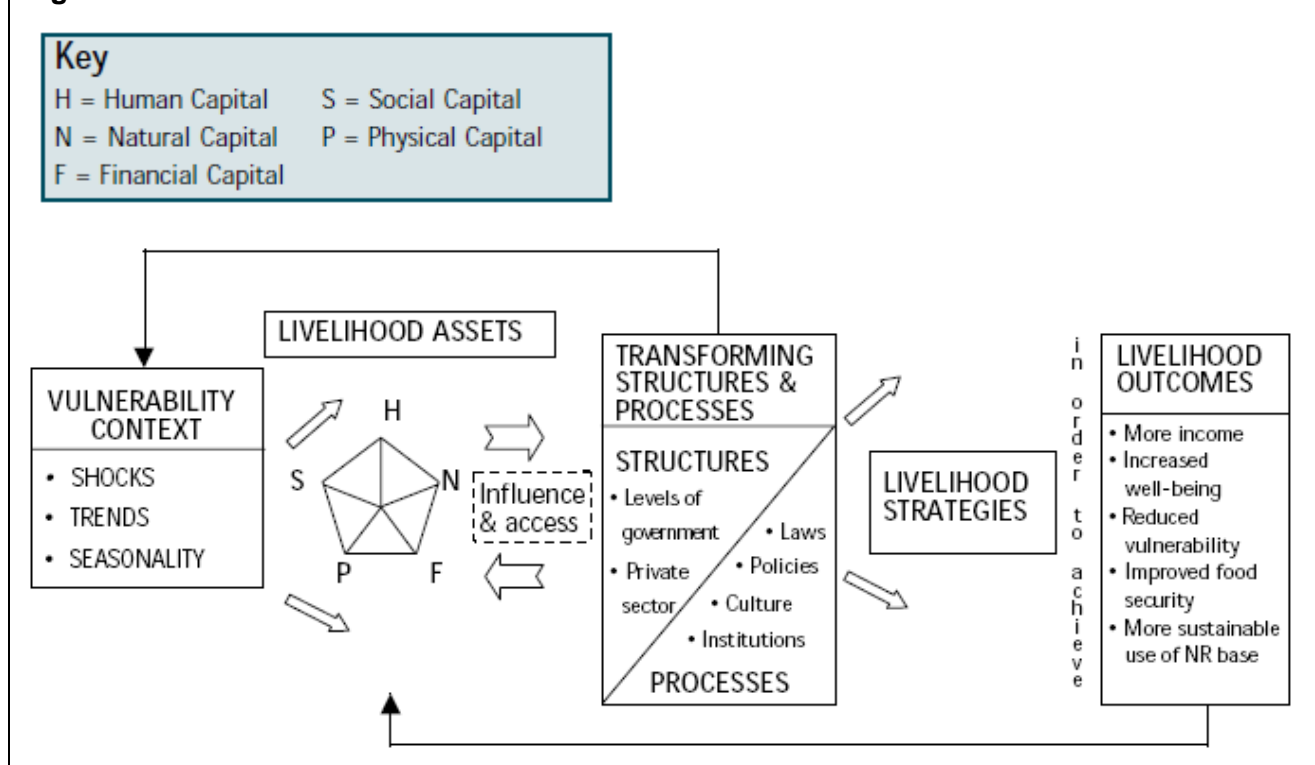 Key
H = Human Capital S = Social Capital
N = Natural Capital P = Physical Capital
F = Financial Capital
LIVELIHOOD ASSETS
VULNERABILITY
CONTEXT
• SHOCKS
• TRENDS
• SEASONALITY
H
S
N
P
F
Influence
& access
TRANSFORMING
STRUCTURES &
PROCESSES
STRUCTURES
• Levels of
government
• Private
sector
• Laws
• Policies
• Culture
• Institutions
PROCESSES
LIVELIHOOD
STRATEGIES
in order to achieve
LIVELIHOOD
OUTCOMES
• More income
• Increased
well-being
• Reduced
vulnerability
• Improved food
security
• More sustainable
use of NR base